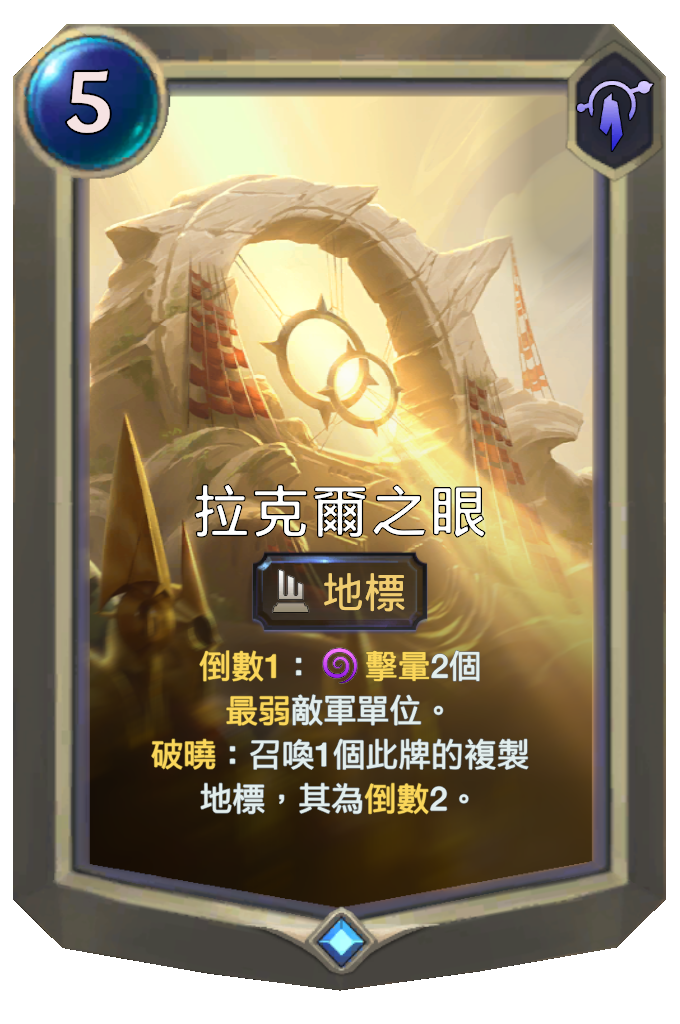 5
拉克爾之眼
地標
倒數1：擊暈2個
最弱敵軍單位。
破曉：召喚1個此牌的複製
地標，其為倒數2。